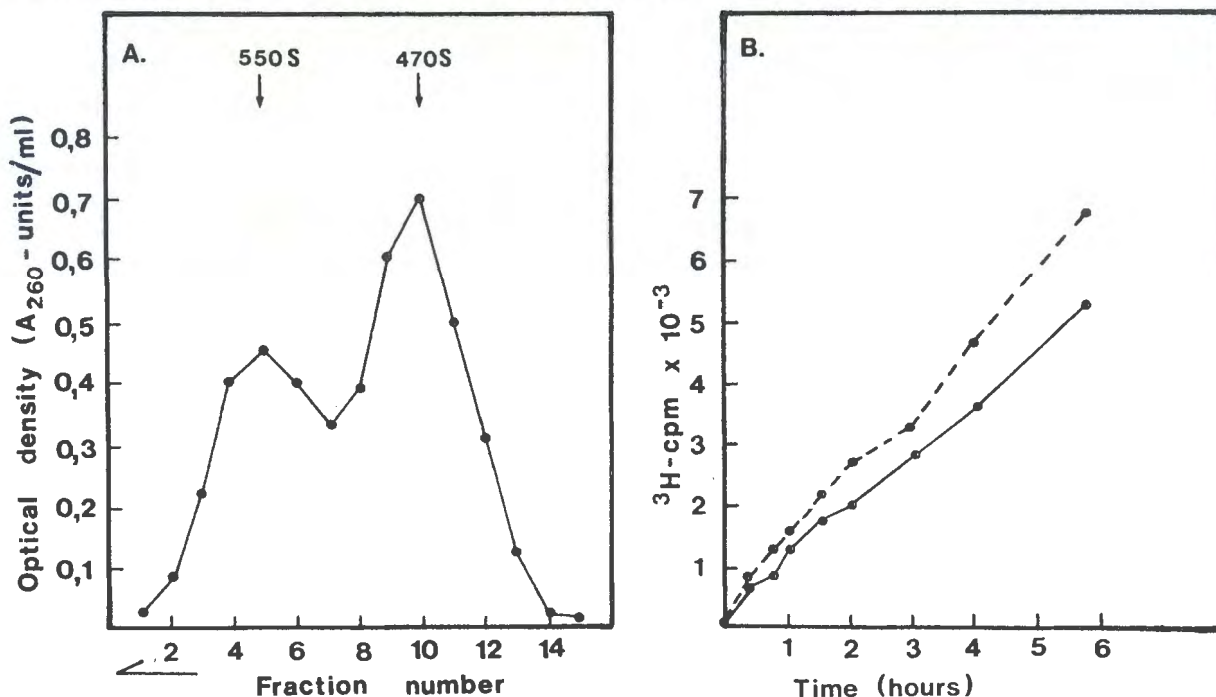 A.
550 S
470S
0,8
0,7
0,6
0,5
0,4
0,3
0,2
0,1
Optical density (A260-units/ml)
2 4 6 8 10 12 14
Fraction number
B.
7
6
5
4
3
2
1
3H-cpm x 10-3
1 2 3 4 5 6
Time (hours)